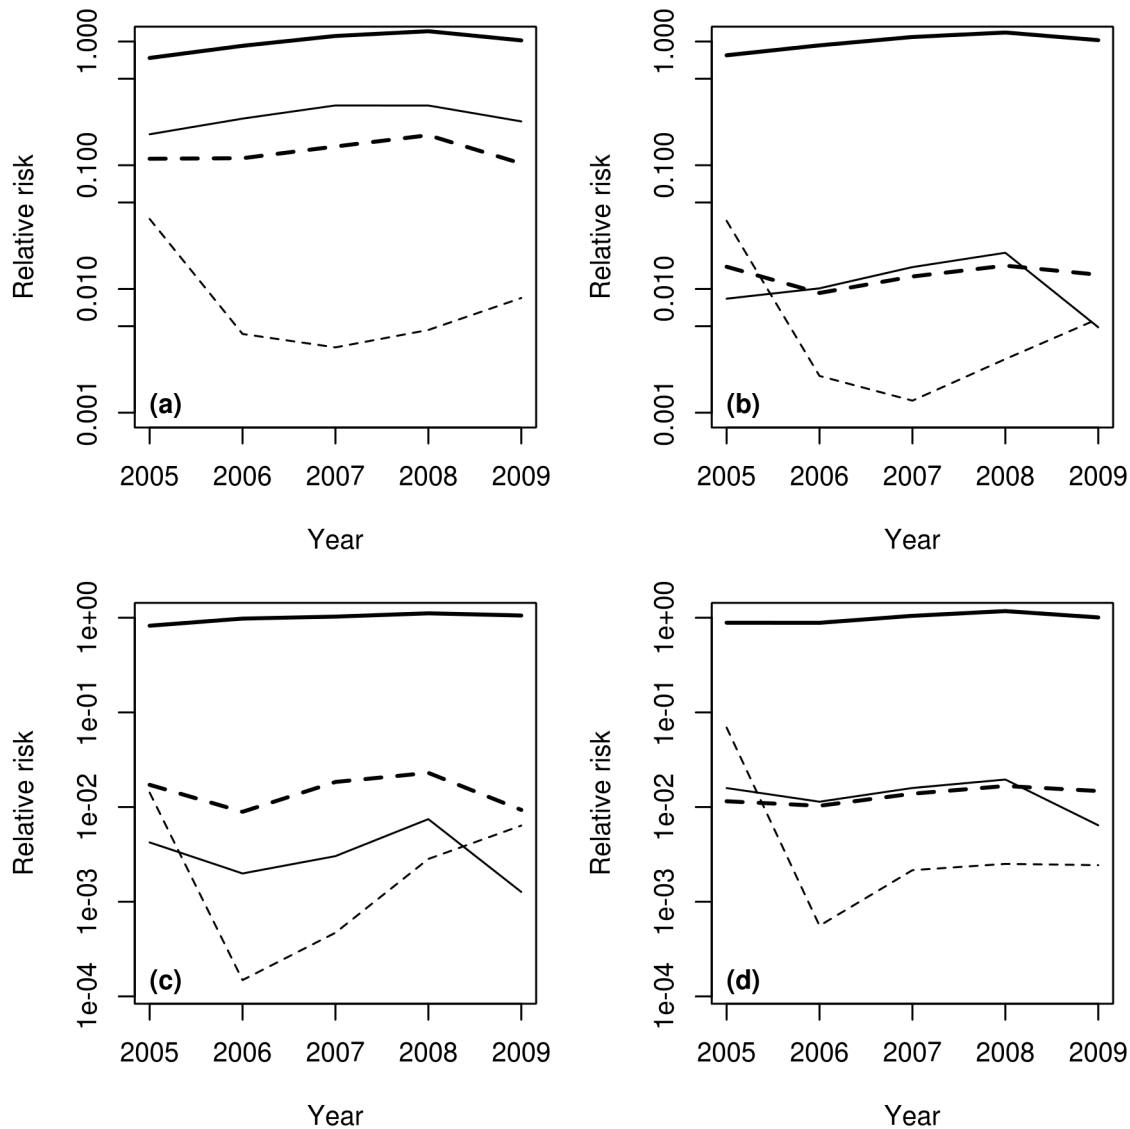 Relative risk
1.000
0.100
0.010
0.001
(a)
2005 2006 2007 2008 2009
Year
Relative risk
1.000
0.100
0.010
0.001
(b)
2005 2006 2007 2008 2009
Year
Relative risk
1e+00
1e-01
1e-02
1e-03
1e-04
(c)
2005 2006 2007 2008 2009
Year
Relative risk
1e+00
1e-01
1e-02
1e-03
1e-04
(d)
2005 2006 2007 2008 2009
Year